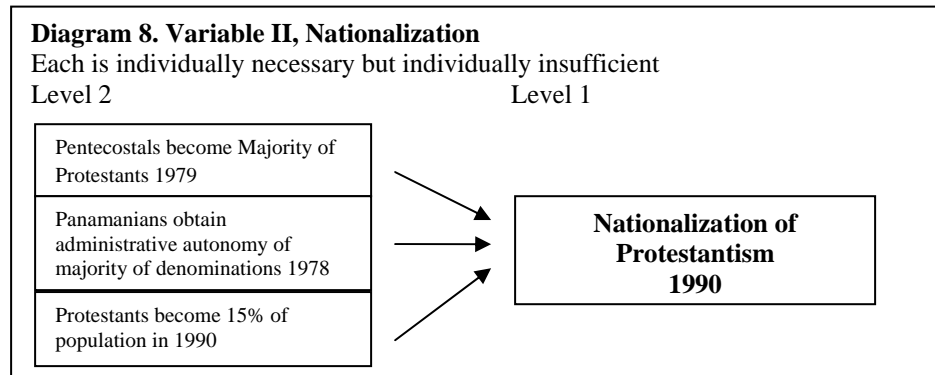 Diagram 8. Variable II, Nationalization
Each is individually necessary but individually insufficient
Level 2 Level 1
Pentecostals become Majority of
Protestants 1979
Panamanians obtain
administrative autonomy of
majority of denominations 1978
Protestants become 15% of
population in 1990
Nationalization of
Protestantism
1990